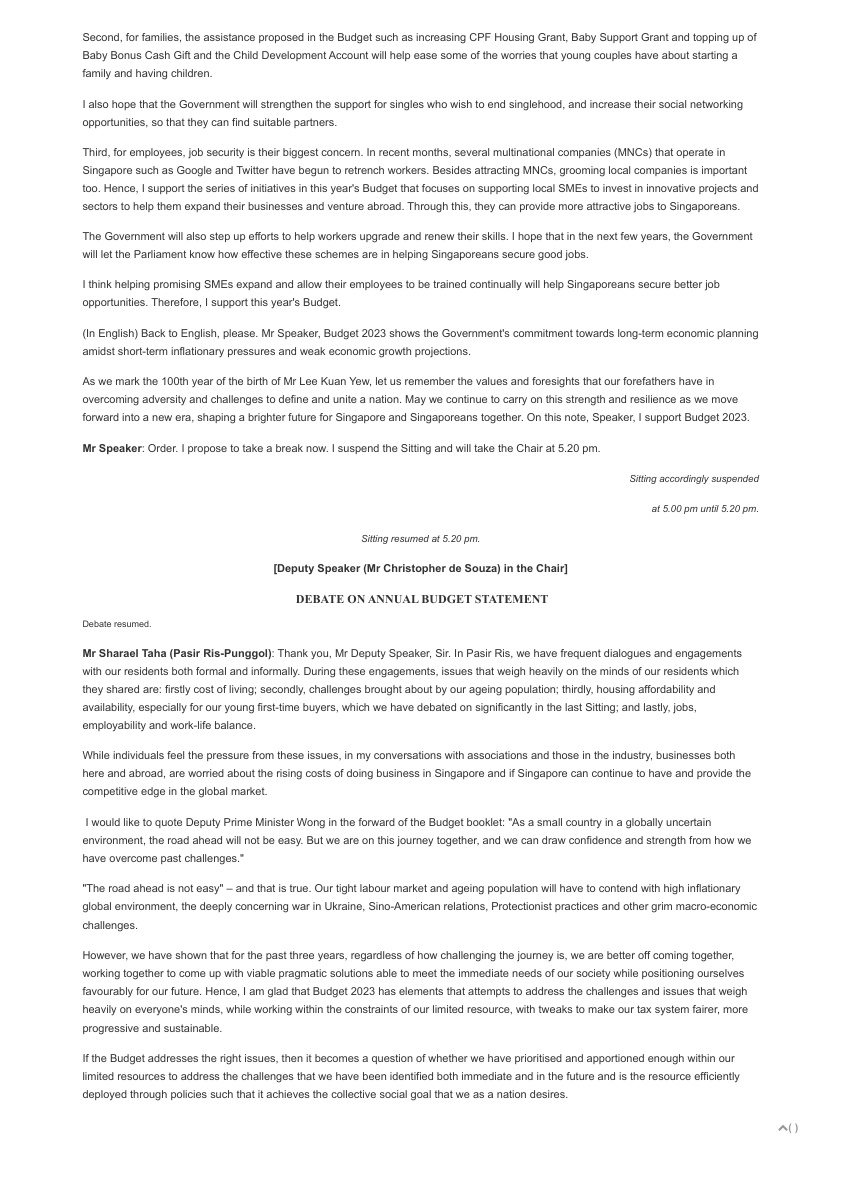 Second, for families, the assistance proposed in the Budget such as increasing CPF Housing Grant, Baby Support Grant and topping up of
Baby Bonus Cash Gift and the Child Development Account will help ease some of the worries that young couples have about starting a
family and having children.
I also hope that the Government will strengthen the support for singles who wish to end singlehood, and increase their social networking
opportunities, so that they can find suitable partners.
Third, for employees, job security is their biggest concern. In recent months, several multinational companies (MNCs) that operate in
Singapore such as Google and Twitter have begun to retrench workers. Besides attracting MNCs, grooming local companies is important
too. Hence, I support the series of initiatives in this year's Budget that focuses on supporting local SMEs to invest in innovative projects and
sectors to help them expand their businesses and venture abroad. Through this, they can provide more attractive jobs to Singaporeans.
The Government will also step up efforts to help workers upgrade and renew their skills. I hope that in the next few years, the Government
will let the Parliament know how effective these schemes are in helping Singaporeans secure good jobs.
I think helping promising SMEs expand and allow their employees to be trained continually will help Singaporeans secure better job
opportunities. Therefore, I support this year's Budget.
(In English) Back to English, please. Mr Speaker, Budget 2023 shows the Government's commitment towards long-term economic planning
amidst short-term inflationary pressures and weak economic growth projections.
As we mark the 100th year of the birth of Mr Lee Kuan Yew, let us remember the values and foresights that our forefathers have in
overcoming adversity and challenges to define and unite a nation. May we continue to carry on this strength and resilience as we move
forward into a new era, shaping a brighter future for Singapore and Singaporeans together. On this note, Speaker, I support Budget 2023.
Mr Speaker: Order. I propose to take a break now. I suspend the Sitting and will take the Chair at 5.20 pm.
Sitting accordingly suspended
at 5.00 pm until 5.20 pm.
Sitting resumed at 5.20 pm.
[Deputy Speaker (Mr Christopher de Souza) in the Chair]
DEBATE ON ANNUAL BUDGET STATEMENT
Debate resumed.
Mr Sharael Taha (Pasir Ris-Punggol): Thank you, Mr Deputy Speaker, Sir. In Pasir Ris, we have frequent dialogues and engagements
with our residents both formal and informally. During these engagements, issues that weigh heavily on the minds of our residents which
they shared are: firstly cost of living; secondly, challenges brought about by our ageing population; thirdly, housing affordability and
availability, especially for our young first-time buyers, which we have debated on significantly in the last Sitting; and lastly, jobs,
employability and work-life balance.
While individuals feel the pressure from these issues, in my conversations with associations and those in the industry, businesses both
here and abroad, are worried about the rising costs of doing business in Singapore and if Singapore can continue to have and provide the
competitive edge in the global market.
I would like to quote Deputy Prime Minister Wong in the forward of the Budget booklet: "As a small country in a globally uncertain
environment, the road ahead will not be easy. But we are on this journey together, and we can draw confidence and strength from how we
have overcome past challenges."
"The road ahead is not easy" – and that is true. Our tight labour market and ageing population will have to contend with high inflationary
global environment, the deeply concerning war in Ukraine, Sino-American relations, Protectionist practices and other grim macro-economic
challenges.
However, we have shown that for the past three years, regardless of how challenging the journey is, we are better off coming together,
working together to come up with viable pragmatic solutions able to meet the immediate needs of our society while positioning ourselves
favourably for our future. Hence, I am glad that Budget 2023 has elements that attempts to address the challenges and issues that weigh
heavily on everyone's minds, while working within the constraints of our limited resource, with tweaks to make our tax system fairer, more
progressive and sustainable.
If the Budget addresses the right issues, then it becomes a question of whether we have prioritised and apportioned enough within our
limited resources to address the challenges that we have been identified both immediate and in the future and is the resource efficiently
deployed through policies such that it achieves the collective social goal that we as a nation desires.
( )